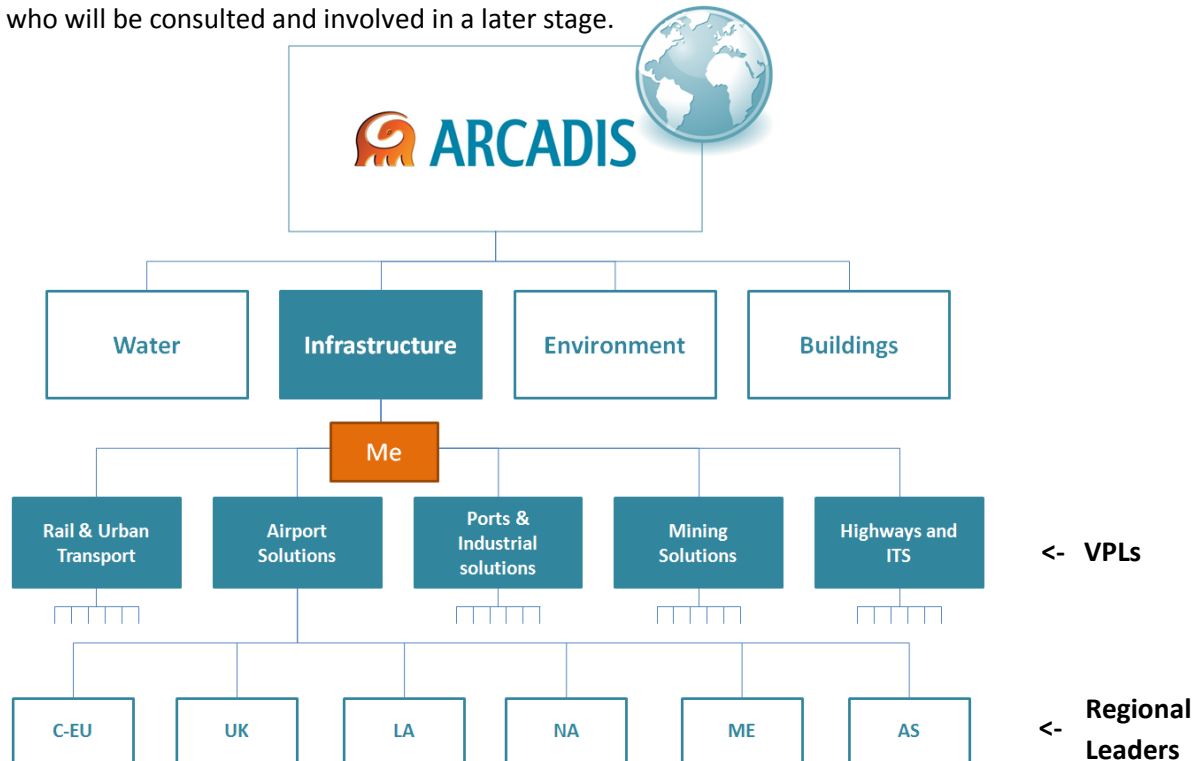 who will be consulted and involved in a later stage.
ARCADIS
Water
Infrastructure
Environment
Buildings
Me
Rail & Urban
Transport
Airport
Solutions
Ports &
Industrial
solutions
Mining
Solutions
Highways and
ITS
<- VPLs
C-EU
UK
LA
NA
ME
AS
<- Regional
Leaders